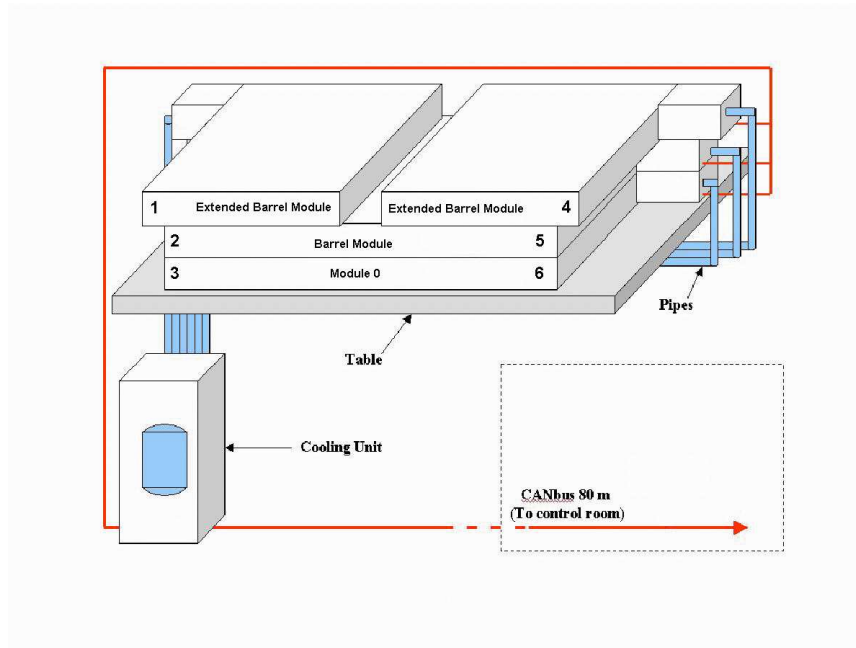 1 Extended Barrel Module
Extended Barrel Module 4
2 Barrel Module 5
3 Module 0 6
Pipes
Table
Cooling Unit
CANbus 80 m
(To control room)